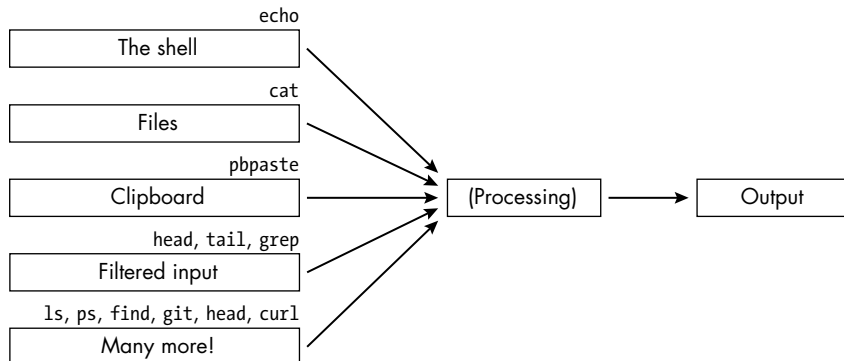 echo
The shell
cat
Files
pbpaste
Clipboard
(Processing)
Output
head, tail, grep
Filtered input
ls, ps, find, git, head, curl
Many more!